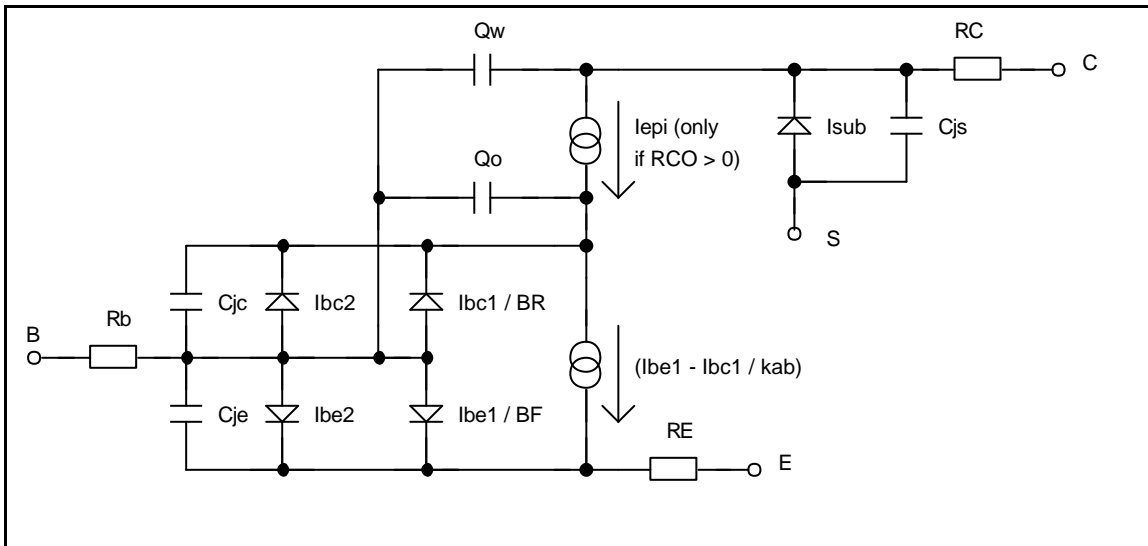 Qw
RC
C
Iepi (only
if RCO > 0)
Isub
Cjs
Qo
S
Cjc
Ibc2
Ibc1 / BR
B
Rb
(Ibe1 - Ibc1 / kab)
Cje
Ibe2
Ibe1 / BF
RE
E